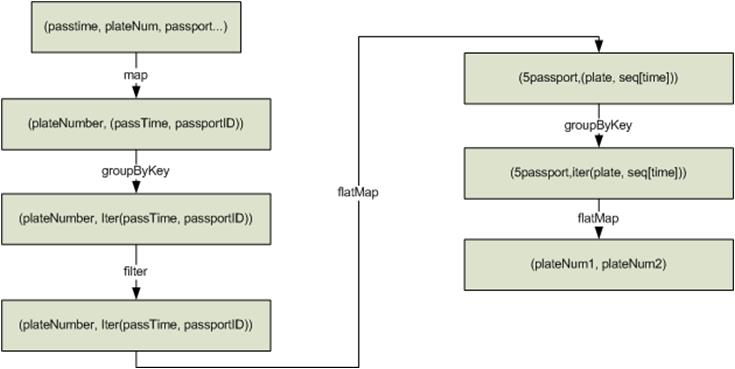 (passtime, plateNum, passport...)
map
(plateNumber, (passTime, passportID))
groupByKey
(plateNumber, Iter(passTime, passportID))
filter
(plateNumber, Iter(passTime, passportID))
flatMap
(5passport,(plate, seq[time]))
groupByKey
(5passport,iter(plate, seq[time]))
flatMap
(plateNum1, plateNum2)